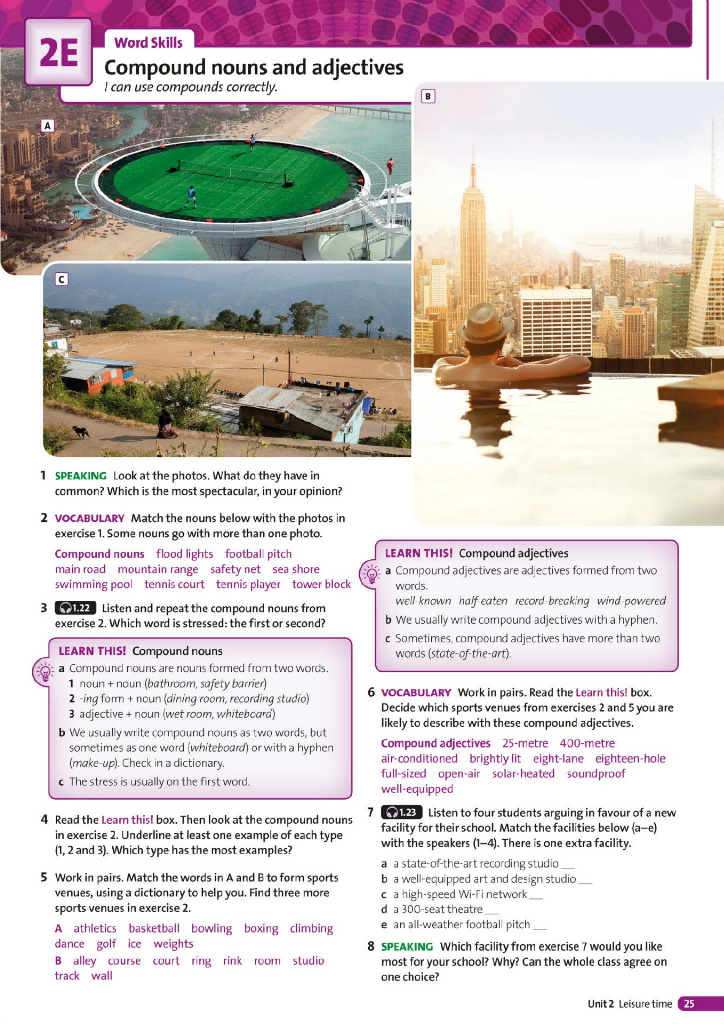 2E
Word Skills
Compound nouns and adjectives
I can use compounds correctly.
A
B
C
1 SPEAKING Look at the photos. What do they have in
common? Which is the most spectacular, in your opinion?
2 VOCABULARY Match the nouns below with the photos in
exercise 1. Some nouns go with more than one photo.
Compound nouns flood lights football pitch
main road mountain range safety net sea shore
swimming pool tennis court tennis player tower block
3 1.22 Listen and repeat the compound nouns from
exercise 2. Which word is stressed: the first or second?
LEARN THIS! Compound nouns
a Compound nouns are nouns formed from two words.
1 noun + noun (bathroom, safety barrier)
2 -ing form + noun (dining room, recording studio)
3 adjective + noun (wet room, whiteboard)
b We usually write compound nouns as two words, but
sometimes as one word (whiteboard) or with a hyphen
(make-up). Check in a dictionary.
c The stress is usually on the first word.
4 Read the Learn this! box. Then look at the compound nouns
in exercise 2. Underline at least one example of each type
(1, 2 and 3). Which type has the most examples?
5 Work in pairs. Match the words in A and B to form sports
venues, using a dictionary to help you. Find three more
sports venues in exercise 2.
A athletics basketball bowling boxing climbing
dance golf ice weights
B alley course court ring rink room studio
track wall
LEARN THIS! Compound adjectives
a Compound adjectives are adjectives formed from two
words.
well-known half-eaten record-breaking wind-powered
b We usually write compound adjectives with a hyphen.
c Sometimes, compound adjectives have more than two
words (state-of-the-art).
6 VOCABULARY Work in pairs. Read the Learn this! box.
Decide which sports venues from exercises 2 and 5 you are
likely to describe with these compound adjectives.
Compound adjectives 25-metre 400-metre
air-conditioned brightly lit eight-lane eighteen-hole
full-sized open-air solar-heated soundproof
well-equipped
7 1.23 Listen to four students arguing in favour of a new
facility for their school. Match the facilities below (a–e)
with the speakers (1–4). There is one extra facility.
a a state-of-the-art recording studio __
b a well-equipped art and design studio __
c a high-speed Wi-Fi network __
d a 300-seat theatre __
e an all-weather football pitch __
8 SPEAKING Which facility from exercise 7 would you like
most for your school? Why? Can the whole class agree on
one choice?
Unit 2 Leisure time 25